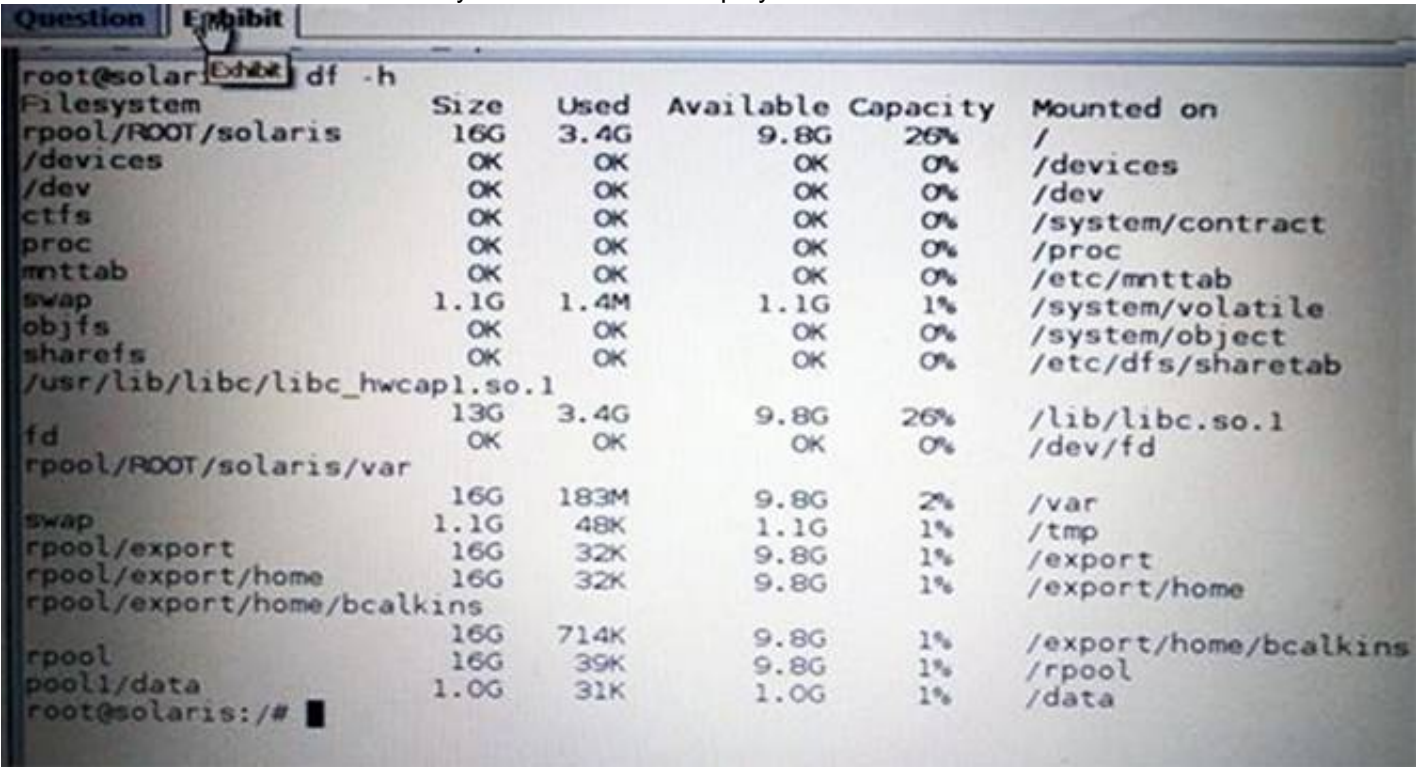 Question Exhibit
Exhibit
root@solaris df -h
Filesystem Size Used Available Capacity Mounted on
rpool/ROOT/solaris 16G 3.4G 9.8G 26% /
/devices 0K 0K 0K 0% /devices
/dev 0K 0K 0K 0% /dev
ctfs 0K 0K 0K 0% /system/contract
proc 0K 0K 0K 0% /proc
mnttab 0K 0K 0K 0% /etc/mnttab
swap 1.1G 1.4M 1.1G 1% /system/volatile
objfs 0K 0K 0K 0% /system/object
sharefs 0K 0K 0K 0% /etc/dfs/sharetab
/usr/lib/libc/libc_hwcap1.so.1
13G 3.4G 9.8G 26% /lib/libc.so.1
fd 0K 0K 0K 0% /dev/fd
rpool/ROOT/solaris/var
16G 183M 9.8G 2% /var
swap 1.1G 48K 1.1G 1% /tmp
rpool/export 16G 32K 9.8G 1% /export
rpool/export/home 16G 32K 9.8G 1% /export/home
rpool/export/home/bcalkins
16G 714K 9.8G 1% /export/home/bcalkins
rpool 16G 39K 9.8G 1% /rpool
pool1/data 1.0G 31K 1.0G 1% /data
root@solaris:/#